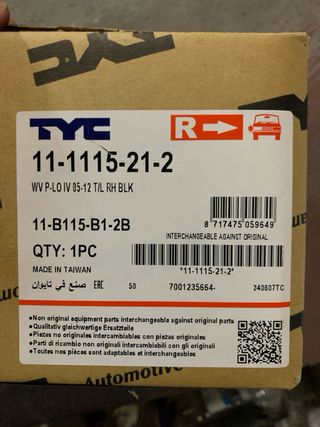 TYC
TYC
R
11-1115-21-2
WV P-LO IV 05-12 T/L RH BLK
11-B115-B1-2B
8 717475 059649
INTERCHANGEABLE AGAINST ORIGINAL
QTY: 1PC
MADE IN TAIWAN
*11-1115-21-2*
صنع في تايوان
EAC
50
7001235664-
240607TC
•Non original equipment parts interchangeable against original parts
•Qualitativ gleichwertige Ersatzteile
•Piezas no originales intercambiables con piezas originales
•Parti di ricambio non originali intercambiabili con gli originali
•Toutes nos pièces sont adaptables et interchangeables
Automotive